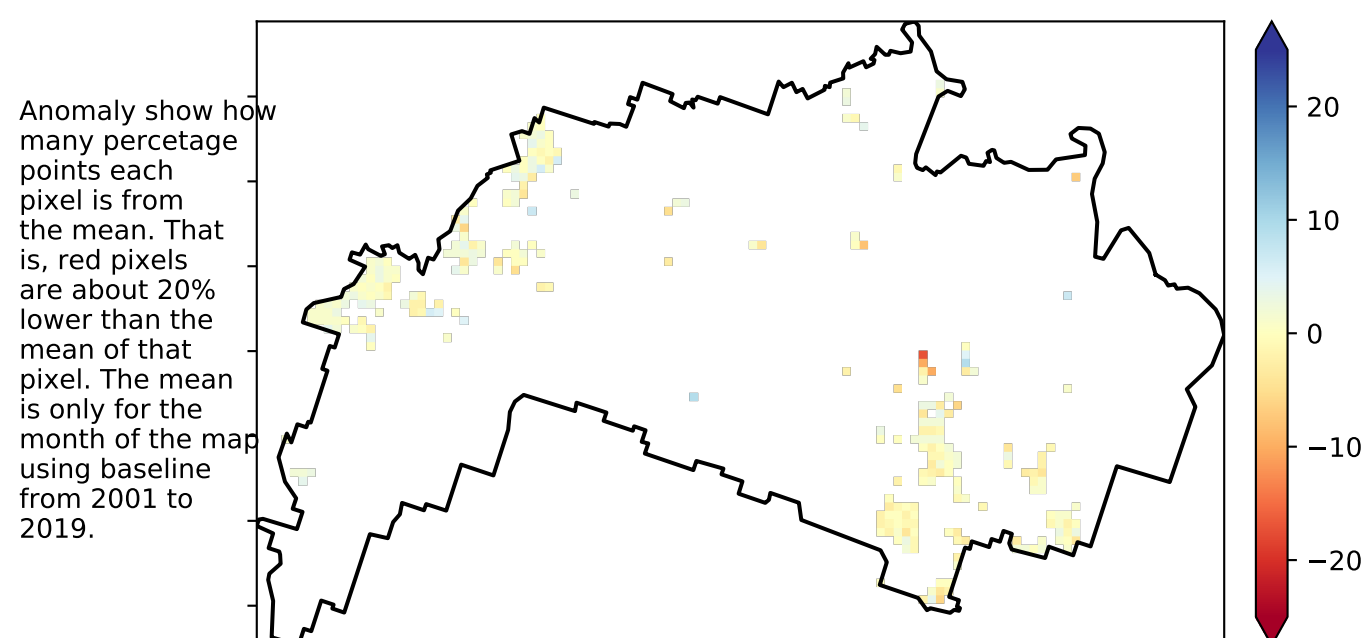 Anomaly show how
many percetage
points each
pixel is from
the mean. That
is, red pixels
are about 20%
lower than the
mean of that
pixel. The mean
is only for the
month of the map
using baseline
from 2001 to
2019.
20
10
0
−10
−20